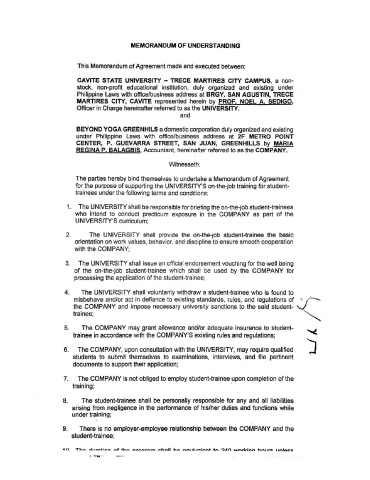 MEMORANDUM OF UNDERSTANDING
This Memorandum of Agreement made and executed between:
CAVITE STATE UNIVERSITY – TRECE MARTIRES CITY CAMPUS, a non-
stock, non-profit educational institution, duly organized and existing under
Philippine Laws with office/business address at BRGY. SAN AGUSTIN, TRECE
MARTIRES CITY, CAVITE represented herein by PROF. NOEL A. SEDIGO,
Officer in Charge hereinafter referred to as the UNIVERSITY.
and
BEYOND YOGA GREENHILS a domestic corporation duly organized and existing
under Philippine Laws with office/business address at 2F METRO POINT
CENTER, P. GUEVARRA STREET, SAN JUAN, GREENHILLS by MARIA
REGINA P. BALAGBIS, Accountant, hereinafter referred to as the COMPANY.
Witnesseth:
The parties hereby bind themselves to undertake a Memorandum of Agreement
for the purpose of supporting the UNIVERSITY'S on-the-job training for student-
trainees under the following terms and conditions:
1. The UNIVERSITY shall be responsible for briefing the on-the-job student-trainees
who intend to conduct practicum exposure in the COMPANY as part of the
UNIVERSITY'S curriculum;
2. The UNIVERSITY shall provide the on-the-job student-trainee the basic
orientation on work values, behavior, and discipline to ensure smooth cooperation
with the COMPANY;
3. The UNIVERSITY shall issue an official endorsement vouching for the well being
of the on-the-job student-trainee which shall be used by the COMPANY for
processing the application of the student-trainee;
4. The UNIVERSITY shall voluntarily withdraw a student-trainee who is found to
misbehave and/or act in defiance to existing standards, rules, and regulations of
the COMPANY and impose necessary university sanctions to the said student-
trainee;
5. The COMPANY may grant allowance and/or adequate insurance to student-
trainee in accordance with the COMPANY'S existing rules and regulations;
6. The COMPANY, upon consultation with the UNIVERSITY, may require qualified
students to submit themselves to examinations, interviews, and file pertinent
documents to support their application;
7. The COMPANY is not obliged to employ student-trainee upon completion of the
training;
8. The student-trainee shall be personally responsible for any and all liabilities
arising from negligence in the performance of his/her duties and functions while
under training;
9. There is no employer-employee relationship between the COMPANY and the
student-trainee;
10. The duration of the program shall be equivalent to 240 working hours unless